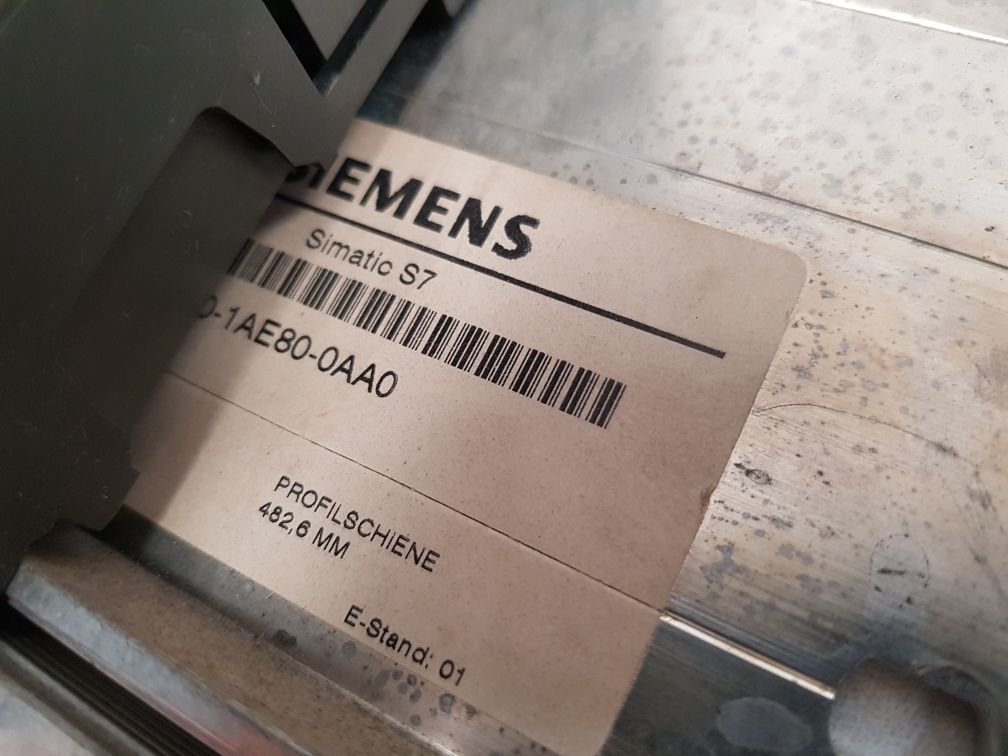 SIEMENS
Simatic S7
0-1AE80-0AA0
PROFILSCHIENE
482,6 MM
E-Stand: 01